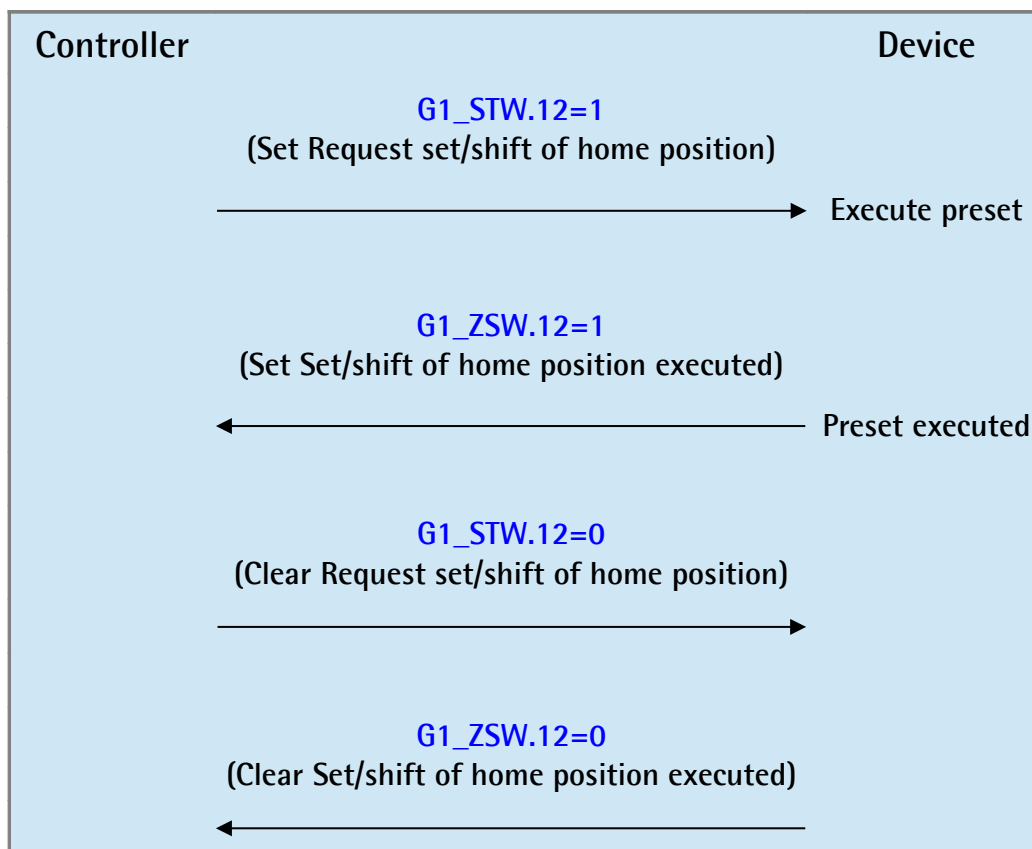 Controller
Device
G1_STW.12=1
(Set Request set/shift of home position)
Execute preset
G1_ZSW.12=1
(Set Set/shift of home position executed)
Preset executed
G1_STW.12=0
(Clear Request set/shift of home position)
G1_ZSW.12=0
(Clear Set/shift of home position executed)